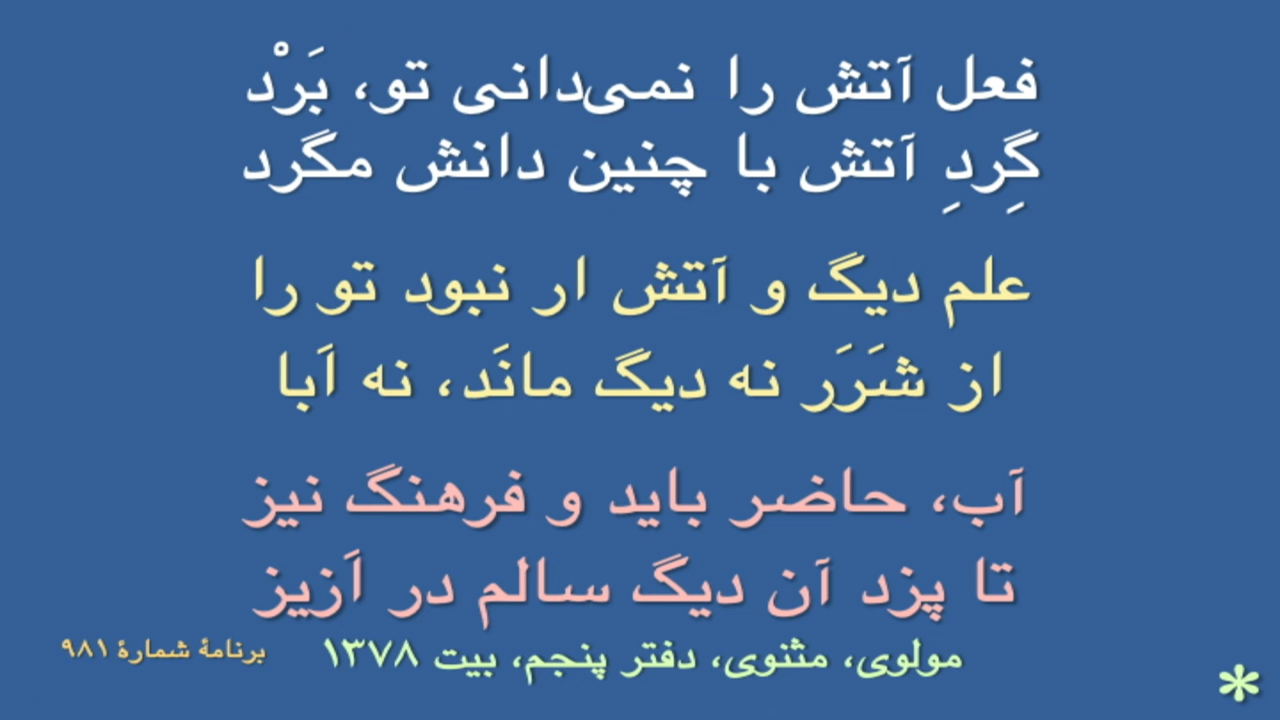 فعل آتش را نمی‌دانی تو، بَرْد
گِردِ آتش با چنین دانش مگرد
علم دیگ و آتش ار نبود تو را
از شَرَر نه دیگ مانَد، نه اَبا
آب، حاضر باید و فرهنگ نیز
تا پزد آن دیگ سالم در اَزیز
مولوی، مثنوی، دفتر پنجم، بیت ۱۳۷۸
برنامهٔ شمارهٔ ۹۸۱
*